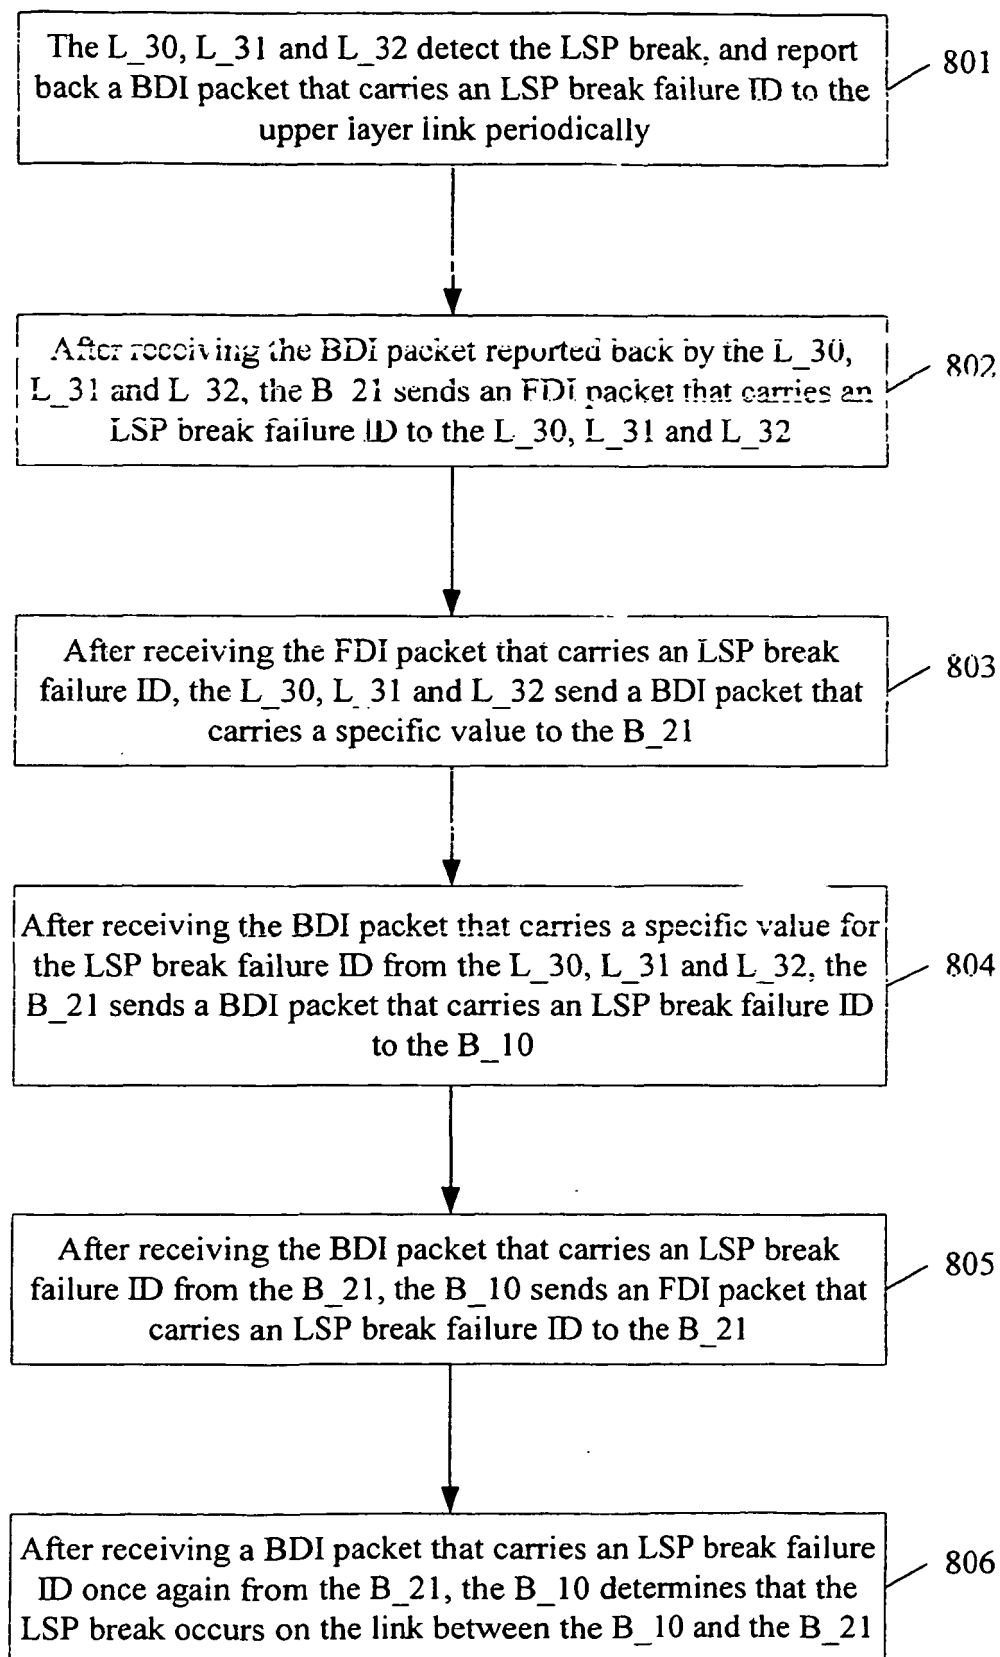 The L_30, L_31 and L_32 detect the LSP break, and report
back a BDI packet that carries an LSP break failure ID to the
upper layer link periodically
801
After receiving the BDI packet reported back by the L_30,
L_31 and L_32, the B_21 sends an FDI packet that carries an
LSP break failure ID to the L_30, L_31 and L_32
802
After receiving the FDI packet that carries an LSP break
failure ID, the L_30, L_31 and L_32 send a BDI packet that
carries a specific value to the B_21
803
After receiving the BDI packet that carries a specific value for
the LSP break failure ID from the L_30, L_31 and L_32, the
B_21 sends a BDI packet that carries an LSP break failure ID
to the B_10
804
After receiving the BDI packet that carries an LSP break
failure ID from the B_21, the B_10 sends an FDI packet that
carries an LSP break failure ID to the B_21
805
After receiving a BDI packet that carries an LSP break failure
ID once again from the B_21, the B_10 determines that the
LSP break occurs on the link between the B_10 and the B_21
806